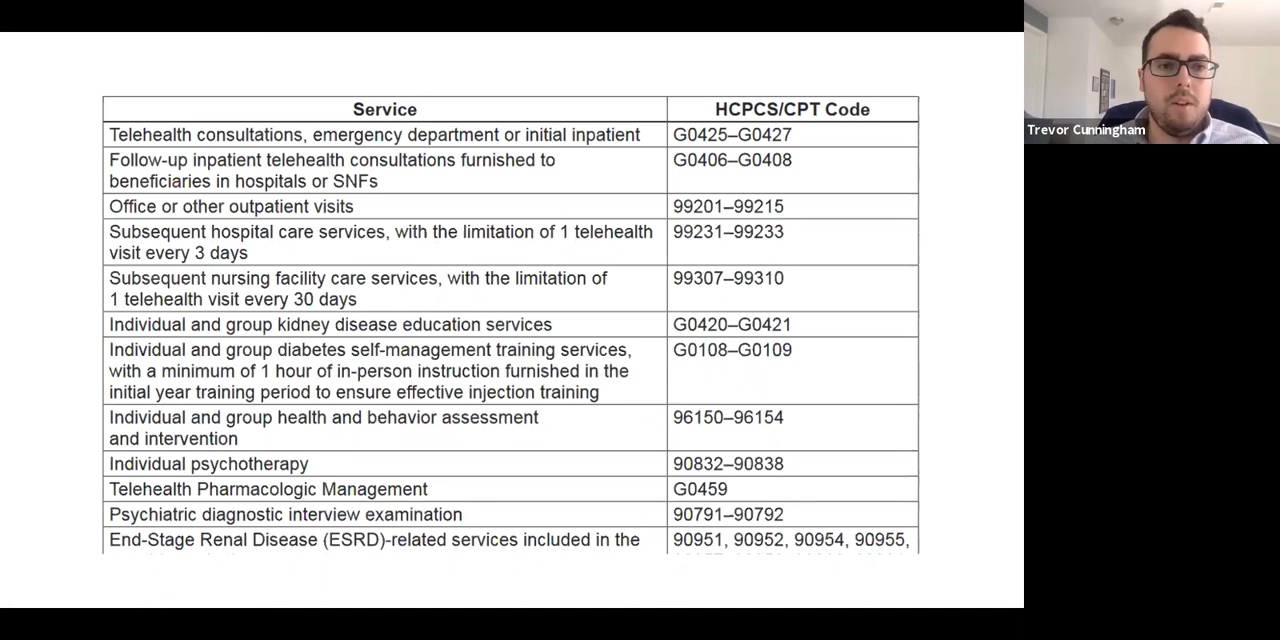 Service HCPCS/CPT Code
Telehealth consultations, emergency department or initial inpatient G0425–G0427
Follow-up inpatient telehealth consultations furnished to G0406–G0408
beneficiaries in hospitals or SNFs
Office or other outpatient visits 99201–99215
Subsequent hospital care services, with the limitation of 1 telehealth 99231–99233
visit every 3 days
Subsequent nursing facility care services, with the limitation of 99307–99310
1 telehealth visit every 30 days
Individual and group kidney disease education services G0420–G0421
Individual and group diabetes self-management training services, G0108–G0109
with a minimum of 1 hour of in-person instruction furnished in the
initial year training period to ensure effective injection training
Individual and group health and behavior assessment 96150–96154
and intervention
Individual psychotherapy 90832–90838
Telehealth Pharmacologic Management G0459
Psychiatric diagnostic interview examination 90791–90792
End-Stage Renal Disease (ESRD)-related services included in the 90951, 90952, 90954, 90955,
Trevor Cunningham